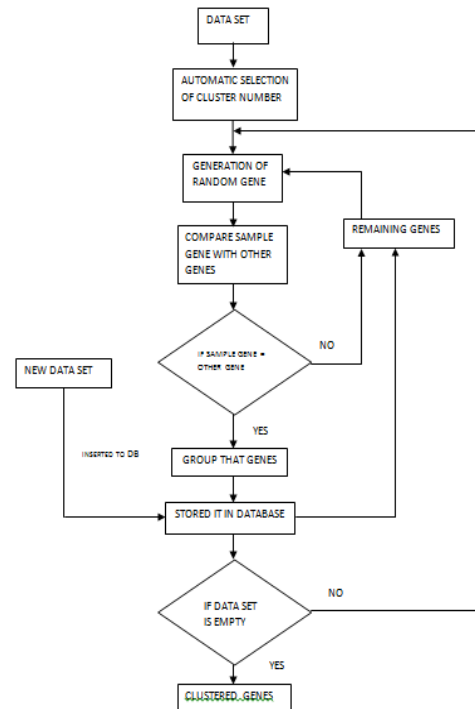 DATA SET
AUTOMATIC SELECTION
OF CLUSTER NUMBER
GENERATION OF
RANDOM GENE
COMPARE SAMPLE
GENE WITH OTHER
GENES
REMAINING GENES
IF SAMPLE GENE =
OTHER GENE
NO
NEW DATA SET
YES
INSERTED TO DB
GROUP THAT GENES
STORED IT IN DATABASE
IF DATA SET
IS EMPTY
NO
YES
CLUSTERED GENES